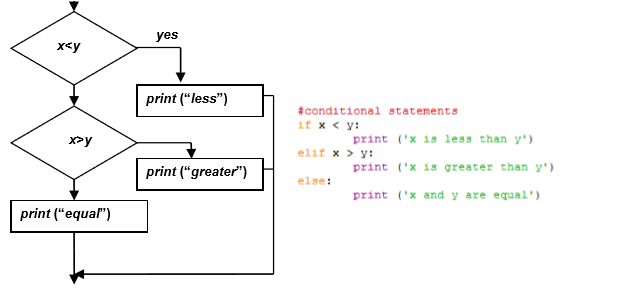 x<y
yes
print (“less”)
x>y
print (“greater”)
print (“equal”)
#conditional statements
if x < y:
print ('x is less than y')
elif x > y:
print ('x is greater than y')
else:
print ('x and y are equal')